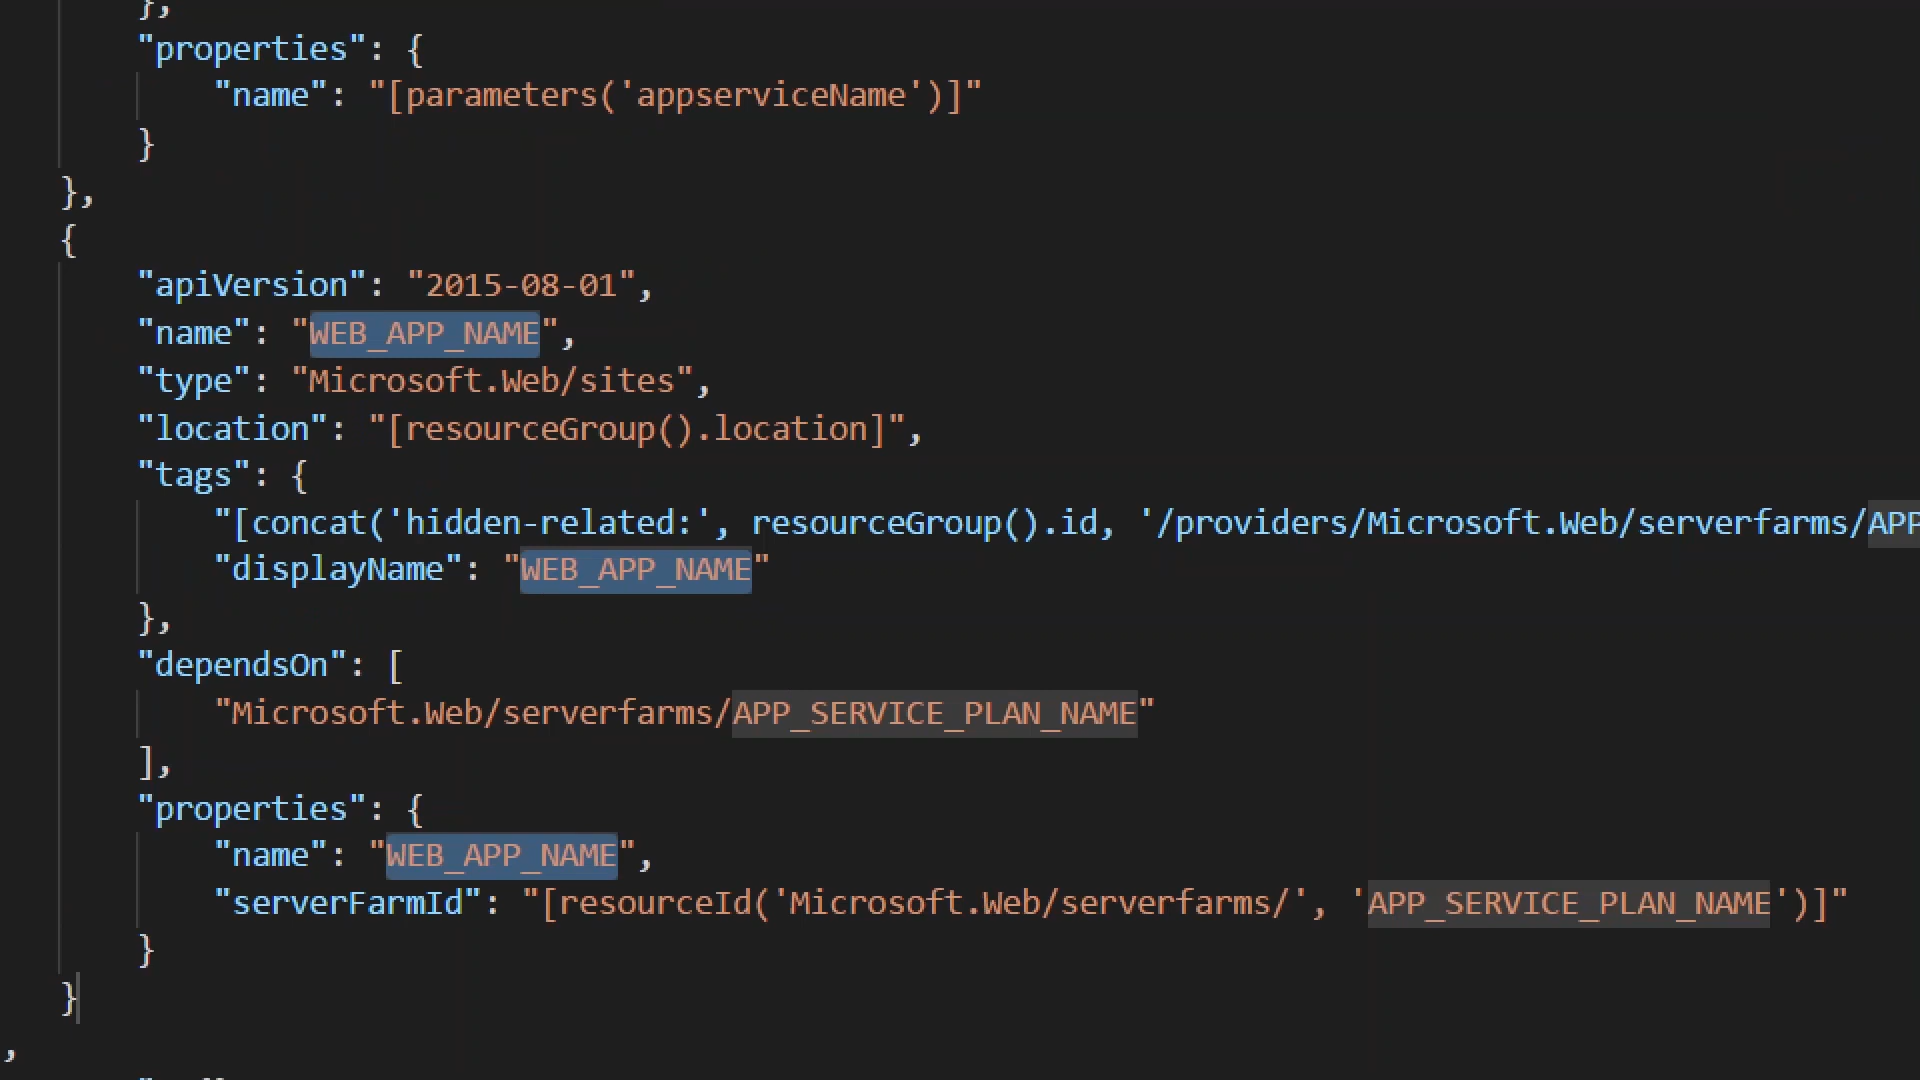 },
"properties": {
"name": "[parameters('appserviceName')]"
}
},
{
"apiVersion": "2015-08-01",
"name": "WEB_APP_NAME",
"type": "Microsoft.Web/sites",
"location": "[resourceGroup().location]",
"tags": {
"[concat('hidden-related:', resourceGroup().id, '/providers/Microsoft.Web/serverfarms/APP
"displayName": "WEB_APP_NAME"
},
"dependsOn": [
"Microsoft.Web/serverfarms/APP_SERVICE_PLAN_NAME"
],
"properties": {
"name": "WEB_APP_NAME",
"serverFarmId": "[resourceId('Microsoft.Web/serverfarms/', 'APP_SERVICE_PLAN_NAME')]"
}
}
,